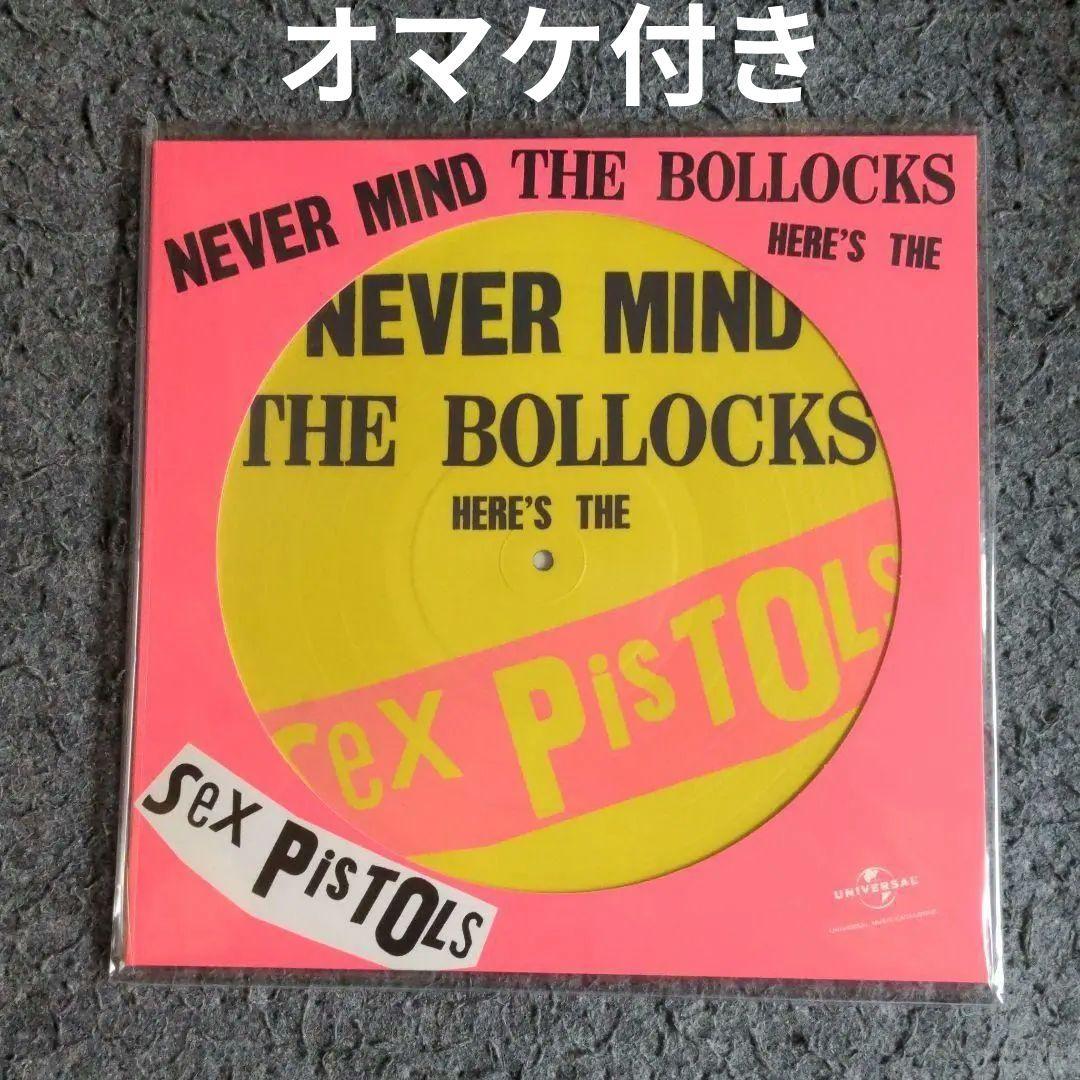 オマケ付き
NEVER MIND THE BOLLOCKS
HERE'S THE
NEVER MIND
THE BOLLOCKS
HERE'S THE
Sex PisTOLs
Sex PisTOLs
UNIVERSAL